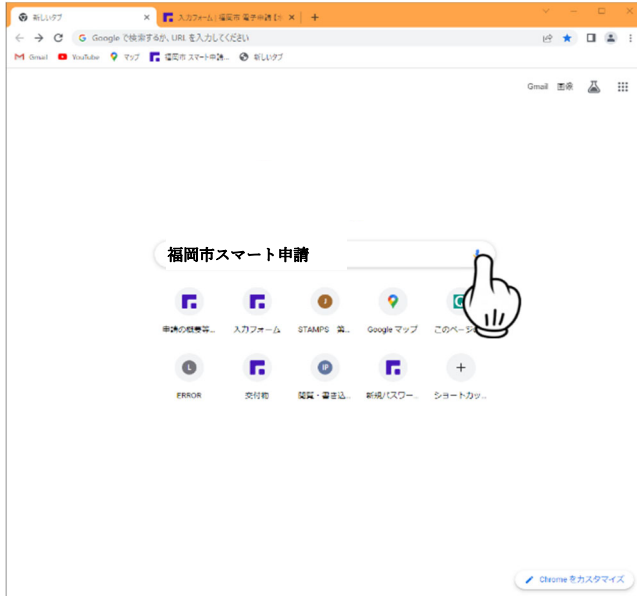 新しいタブ
入力フォーム | 福岡市 電子申請
Google で検索するか、URL を入力してください
Gmail YouTube マップ 福岡市 スマート申請... 新しいタブ
Gmail 画像
福岡市スマート申請
申請の概要等... 入力フォーム STAMPS 第... Google マップ このページ
ERROR 交付物 閲覧・書き込... 新規パスワー... ショートカッ...
Chrome をカスタマイズ